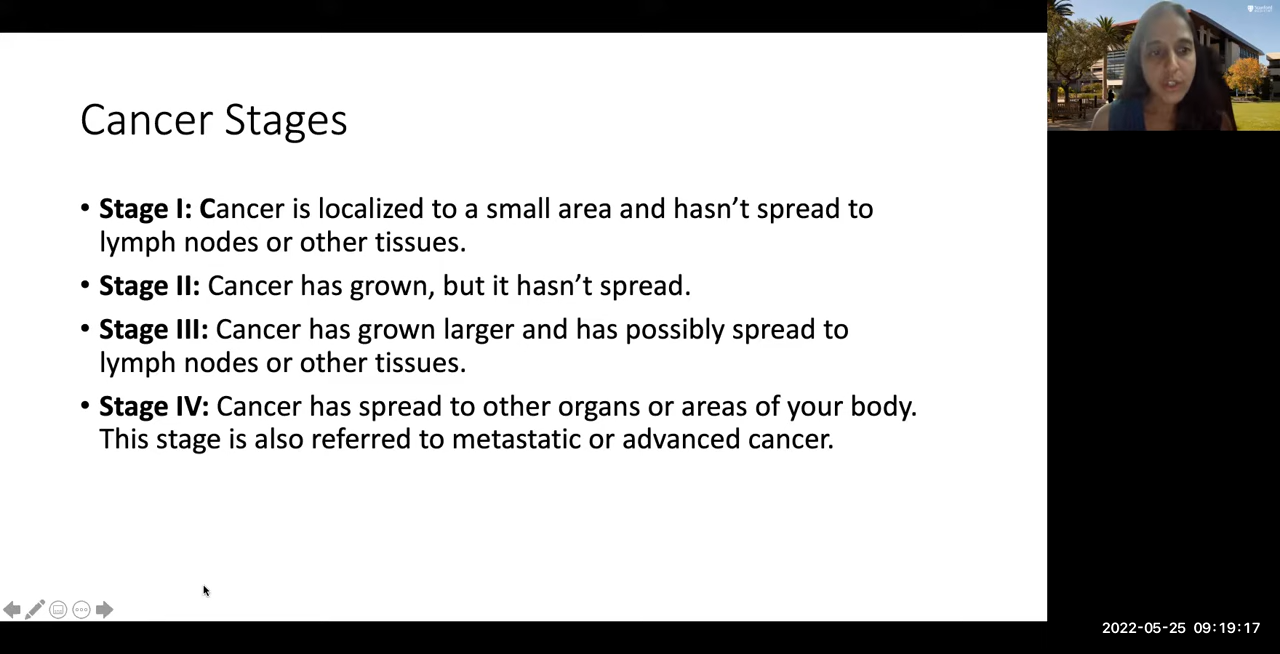 Cancer Stages
• Stage I: Cancer is localized to a small area and hasn’t spread to
lymph nodes or other tissues.
• Stage II: Cancer has grown, but it hasn’t spread.
• Stage III: Cancer has grown larger and has possibly spread to
lymph nodes or other tissues.
• Stage IV: Cancer has spread to other organs or areas of your body.
This stage is also referred to metastatic or advanced cancer.
2022-05-25 09:19:17